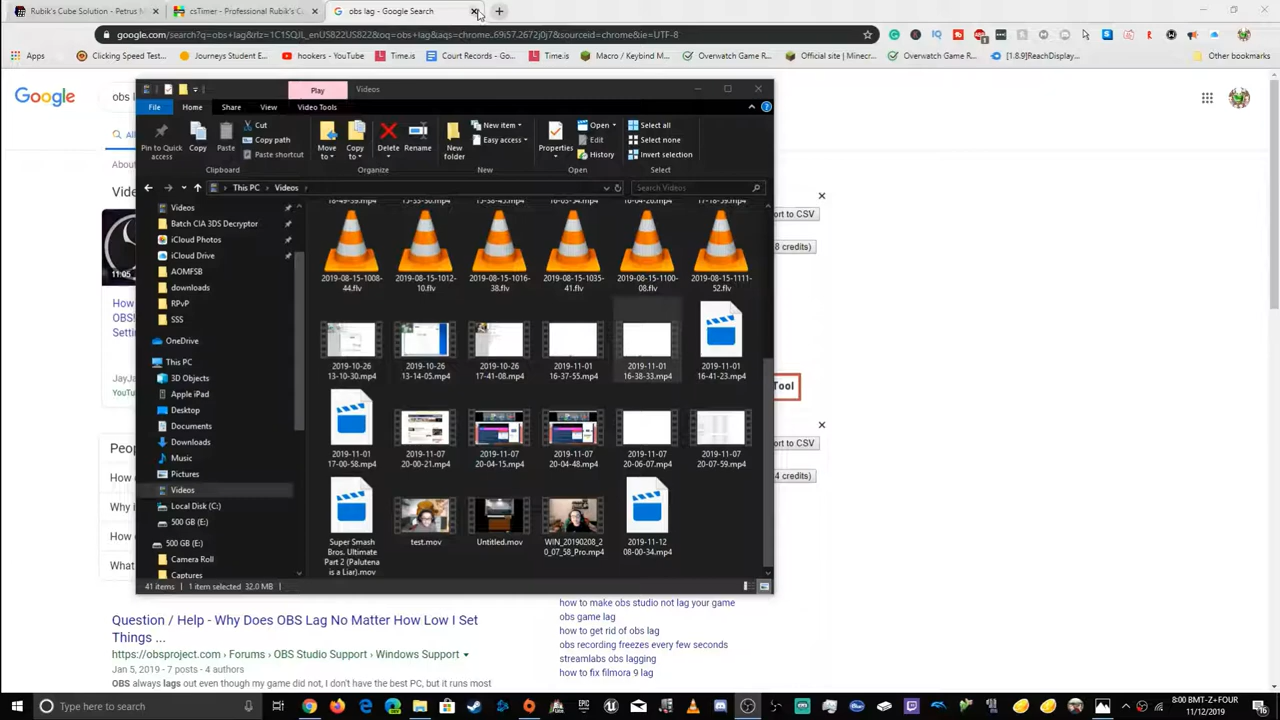 Rubik's Cube Solution - Petrus M
csTimer - Professional Rubik's C
obs lag - Google Search
google.com/search?q=obs+lag&rlz=1C1SQJL_enUS822US822&oq=obs+lag&aqs=chrome..69i57.2672j0j7&sourceid=chrome&ie=UTF-8
Apps
Clicking Speed Test...
Journeys Student E...
hookers - YouTube
Court Records - Go...
Time.is
Macro / Keybind ...
Overwatch Game R...
Official site | Minec...
Overwatch Game R...
[1.8.9]ReachDisplay...
Other bookmarks
Google
obs l
All
About
Vide
11:05
How
OBS!
Settin
JayJa
YouTu
Peop
How
Why i
How
What
Play
Videos
File
Home
Share
View
Video Tools
Pin to Quick access
Copy
Paste
Cut
Copy path
Paste shortcut
Clipboard
Move to
Copy to
Delete
Rename
Organize
New folder
New item
Easy access
New
Properties
Open
Edit
History
Open
Select all
Select none
Invert selection
Select
This PC
Videos
Search Videos
Videos
Batch CIA 3DS Decryptor
iCloud Photos
iCloud Drive
AOMFSB
downloads
RPvP
SSS
OneDrive
This PC
3D Objects
Apple iPad
Desktop
Documents
Downloads
Music
Pictures
Videos
Local Disk (C:)
500 GB (E:)
500 GB (E:)
Camera Roll
Captures
2019-08-15-1008-44.flv
2019-08-15-1012-10.flv
2019-08-15-1016-38.flv
2019-08-15-1035-41.flv
2019-08-15-1100-08.flv
2019-08-15-1111-52.flv
2019-10-26 13-10-30.mp4
2019-10-26 13-14-05.mp4
2019-10-26 17-41-08.mp4
2019-11-01 16-37-55.mp4
2019-11-01 16-38-33.mp4
2019-11-01 16-41-23.mp4
2019-11-01 17-00-58.mp4
2019-11-07 20-00-21.mp4
2019-11-07 20-04-15.mp4
2019-11-07 20-04-48.mp4
2019-11-07 20-06-07.mp4
2019-11-07 20-07-59.mp4
Super Smash Bros. Ultimate Part 2 (Palutena is a Liar).mov
test.mov
Untitled.mov
WIN_20190208_20_07_58_Pro.mp4
2019-11-12 08-00-34.mp4
41 items
1 item selected 32.0 MB
ort to CSV
8 credits)
Tool
ort to CSV
4 credits)
Question / Help - Why Does OBS Lag No Matter How Low I Set
Things ...
https://obsproject.com › Forums › OBS Studio Support › Windows Support
Jan 5, 2019 - 7 posts - 4 authors
OBS always lags out even though my game did not, I don't have the best PC, but it runs most
how to make obs studio not lag your game
obs game lag
how to get rid of obs lag
obs recording freezes every few seconds
streamlabs obs lagging
how to fix filmora 9 lag
Type here to search
8:00 BMT-Z+FOUR
11/12/2019